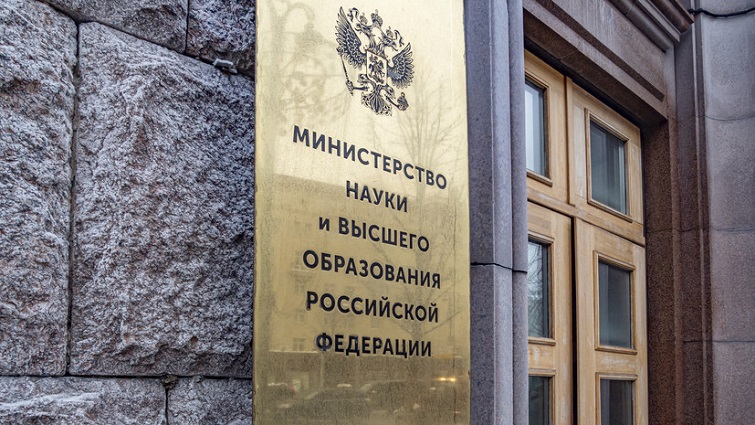 МИНИСТЕРСТВО
НАУКИ
и ВЫСШЕГО
ОБРАЗОВАНИЯ
РОССИЙСКОЙ
ФЕДЕРАЦИИ